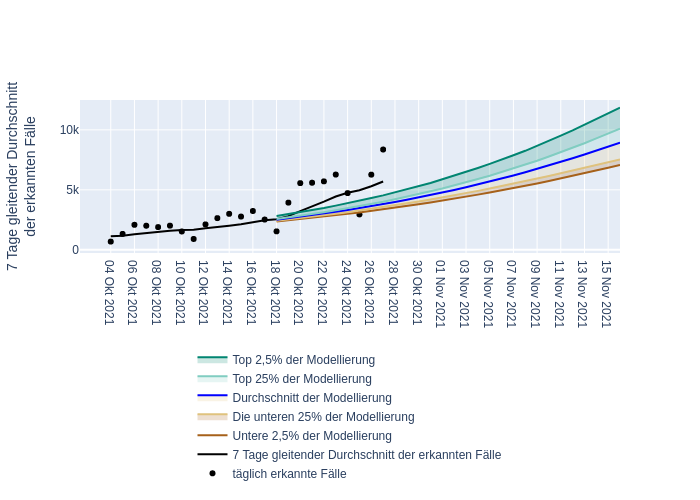 7 Tage gleitender Durchschnitt
der erkannten Fälle
10k
5k
0
04 Okt 2021
06 Okt 2021
08 Okt 2021
10 Okt 2021
12 Okt 2021
14 Okt 2021
16 Okt 2021
18 Okt 2021
20 Okt 2021
22 Okt 2021
24 Okt 2021
26 Okt 2021
28 Okt 2021
30 Okt 2021
01 Nov 2021
03 Nov 2021
05 Nov 2021
07 Nov 2021
09 Nov 2021
11 Nov 2021
13 Nov 2021
15 Nov 2021
Top 2,5% der Modellierung
Top 25% der Modellierung
Durchschnitt der Modellierung
Die unteren 25% der Modellierung
Untere 2,5% der Modellierung
7 Tage gleitender Durchschnitt der erkannten Fälle
täglich erkannte Fälle